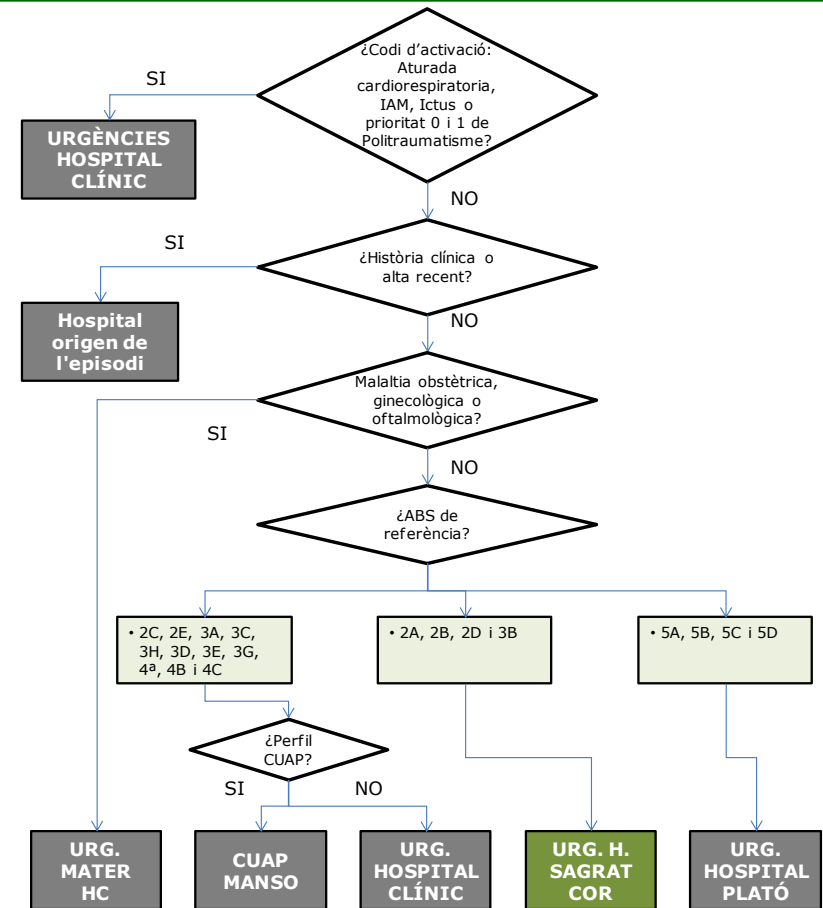 ¿Codi d'activació:
Aturada
cardiorespiratoria,
IAM, Ictus o
prioritat 0 i 1 de
Politraumatisme?
SI
URGÈNCIES
HOSPITAL
CLÍNIC
NO
SI
¿Història clínica o
alta recent?
Hospital
origen de
l'episodi
NO
Malaltia obstètrica,
ginecològica o
oftalmològica?
SI
NO
¿ABS de
referència?
• 2C, 2E, 3A, 3C,
3H, 3D, 3E, 3G,
4ª, 4B i 4C
• 2A, 2B, 2D i 3B
• 5A, 5B, 5C i 5D
¿Perfil
CUAP?
SI
NO
URG.
MATER
HC
CUAP
MANSO
URG.
HOSPITAL
CLÍNIC
URG. H.
SAGRAT
COR
URG.
HOSPITAL
PLATÓ